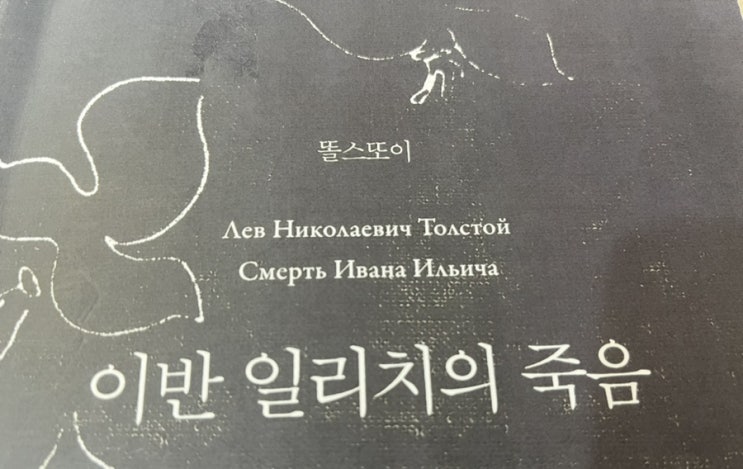 똘스또이
Лев Николаевич Толстой
Смерть Ивана Ильича
이반 일리치의 죽음